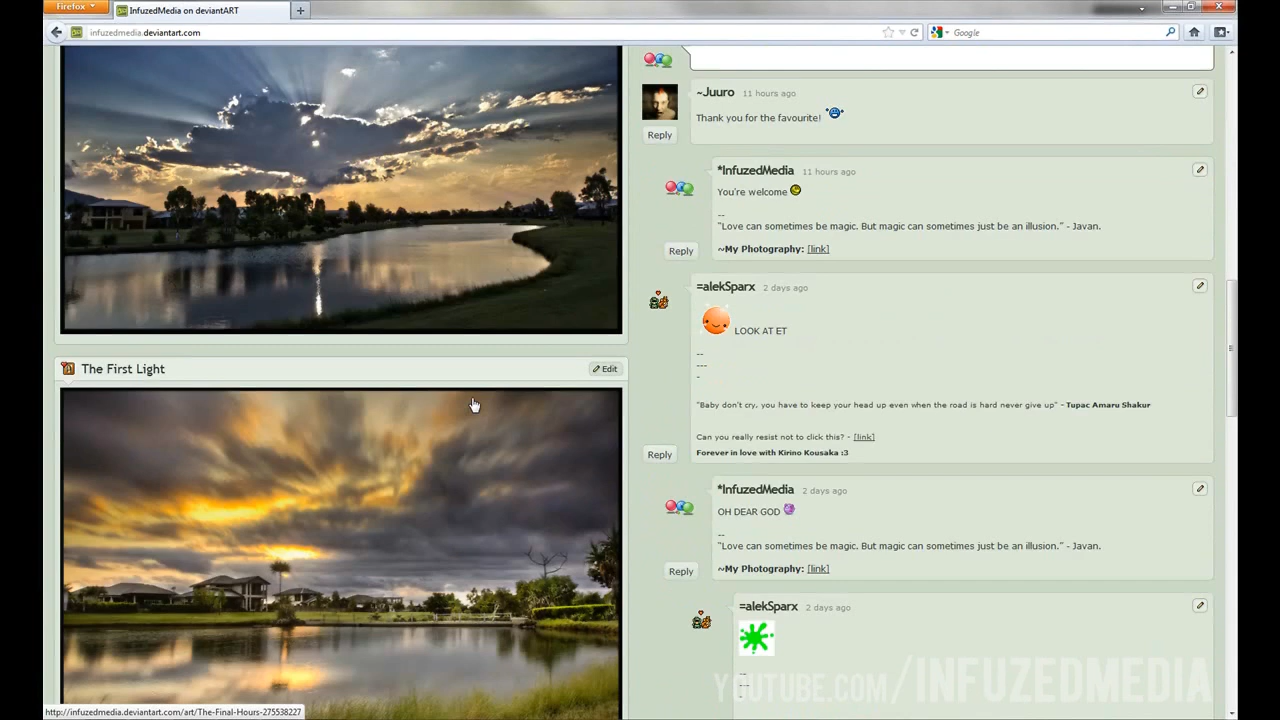 Firefox
InfuzedMedia on deviantART
infuzedmedia.deviantart.com
Google
~Juuro 11 hours ago
Thank you for the favourite!
Reply
*InfuzedMedia 11 hours ago
You're welcome
--
"Love can sometimes be magic. But magic can sometimes just be an illusion." - Javan.
~My Photography: [link]
Reply
=alekSparx 2 days ago
LOOK AT ET
--
---
-
"Baby don't cry, you have to keep your head up even when the road is hard never give up" - Tupac Amaru Shakur
Can you really resist not to click this? - [link]
Forever in love with Kirino Kousaka :3
Reply
The First Light
Edit
*InfuzedMedia 2 days ago
OH DEAR GOD
--
"Love can sometimes be magic. But magic can sometimes just be an illusion." - Javan.
~My Photography: [link]
Reply
=alekSparx 2 days ago
--
---
-
YOUTUBE.COM/INFUZEDMEDIA
http://infuzedmedia.deviantart.com/art/The-Final-Hours-275538227